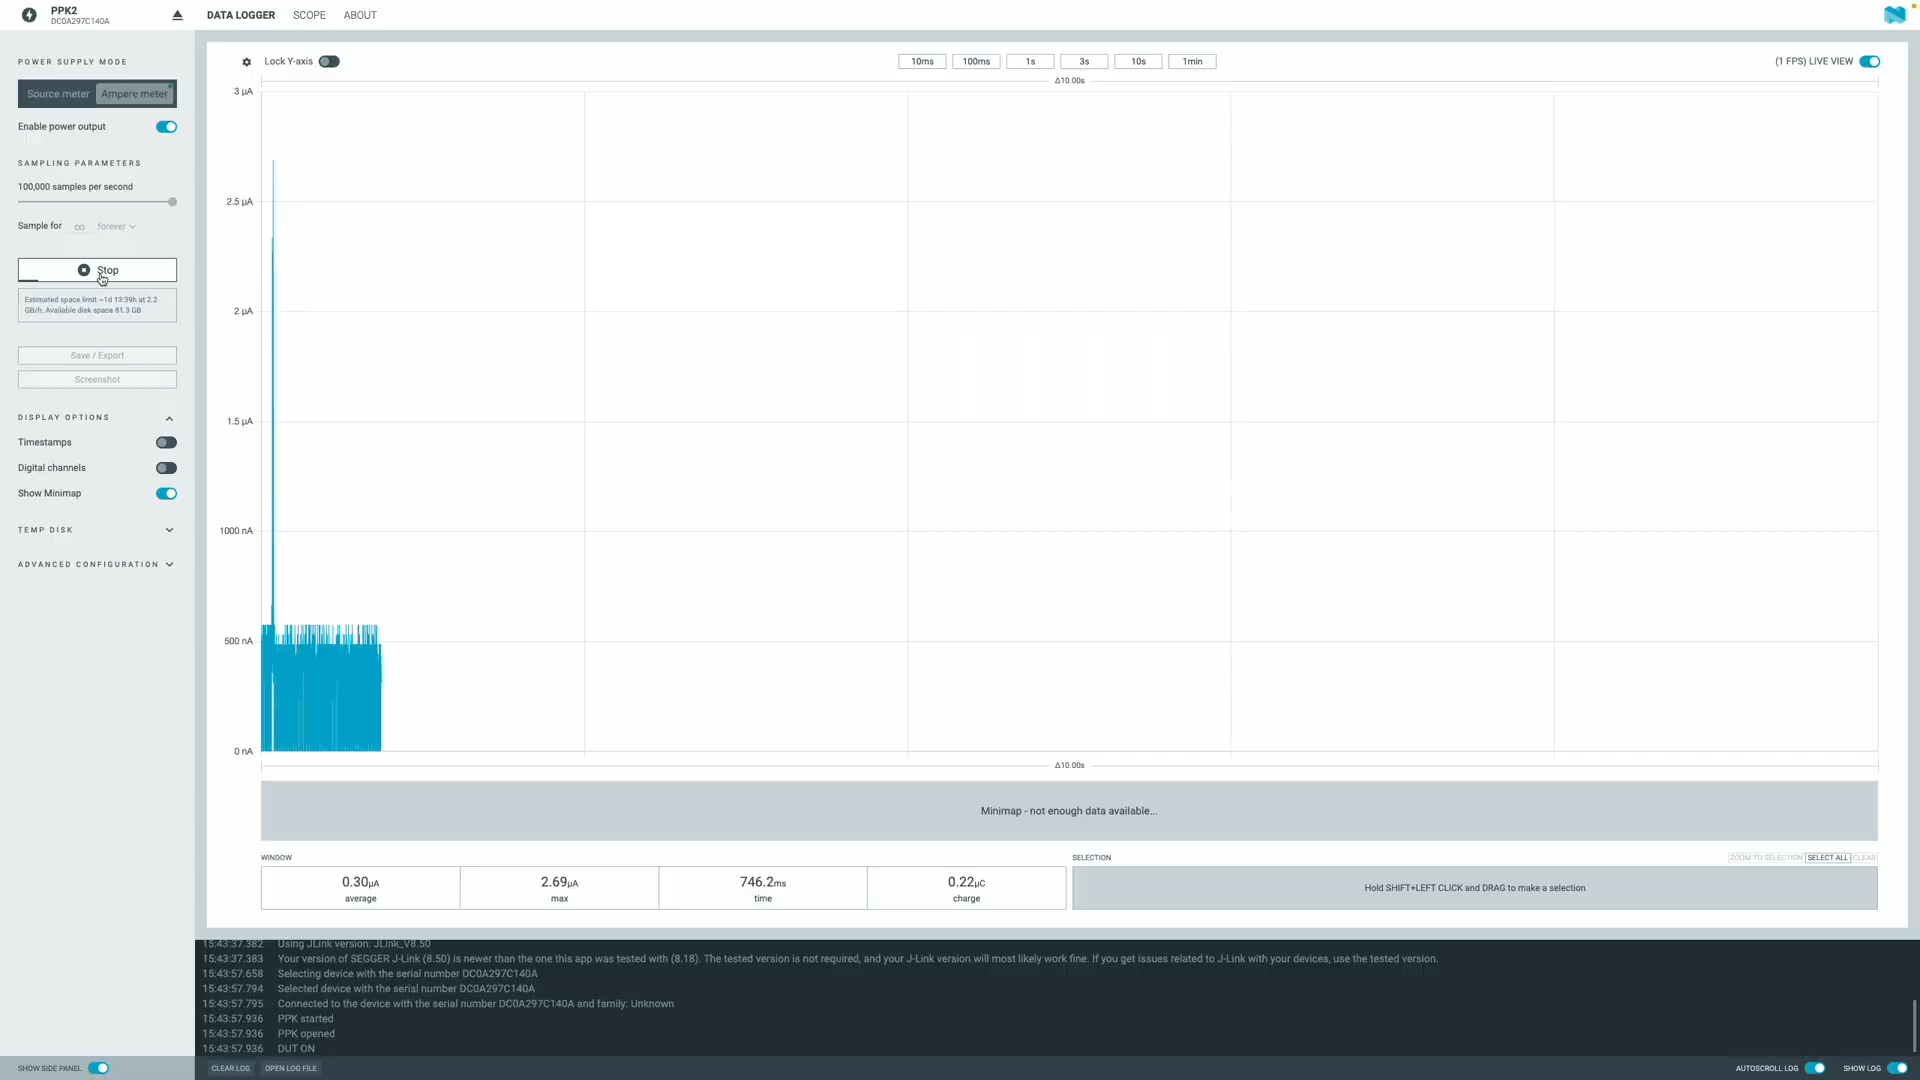 PPK2
DC0A297C140A
DATA LOGGER
SCOPE
ABOUT
POWER SUPPLY MODE
Source meter
Ampere meter
Enable power output
SAMPLING PARAMETERS
100,000 samples per second
Sample for ∞ forever
Stop
Estimated space limit ~1d 13:39h at 2.2
GB/h. Available disk space 81.3 GB
Save / Export
Screenshot
DISPLAY OPTIONS
Timestamps
Digital channels
Show Minimap
TEMP DISK
ADVANCED CONFIGURATION
SHOW SIDE PANEL
Lock Y-axis
10ms
100ms
1s
3s
10s
1min
(1 FPS) LIVE VIEW
Δ10.00s
3 µA
2.5 µA
2 µA
1.5 µA
1000 nA
500 nA
0 nA
Δ10.00s
Minimap - not enough data available...
WINDOW
0.30µA
average
2.69µA
max
746.2ms
time
0.22µC
charge
SELECTION
ZOOM TO SELECTION
SELECT ALL
CLEAR
Hold SHIFT+LEFT CLICK and DRAG to make a selection
15:43:37.382 Using JLink version: JLink_V8.50
15:43:37.383 Your version of SEGGER J-Link (8.50) is newer than the one this app was tested with (8.18). The tested version is not required, and your J-Link version will most likely work fine. If you get issues related to J-Link with your devices, use the tested version.
15:43:57.658 Selecting device with the serial number DC0A297C140A
15:43:57.794 Selected device with the serial number DC0A297C140A
15:43:57.795 Connected to the device with the serial number DC0A297C140A and family: Unknown
15:43:57.936 PPK started
15:43:57.936 PPK opened
15:43:57.936 DUT ON
CLEAR LOG
OPEN LOG FILE
AUTOSCROLL LOG
SHOW LOG